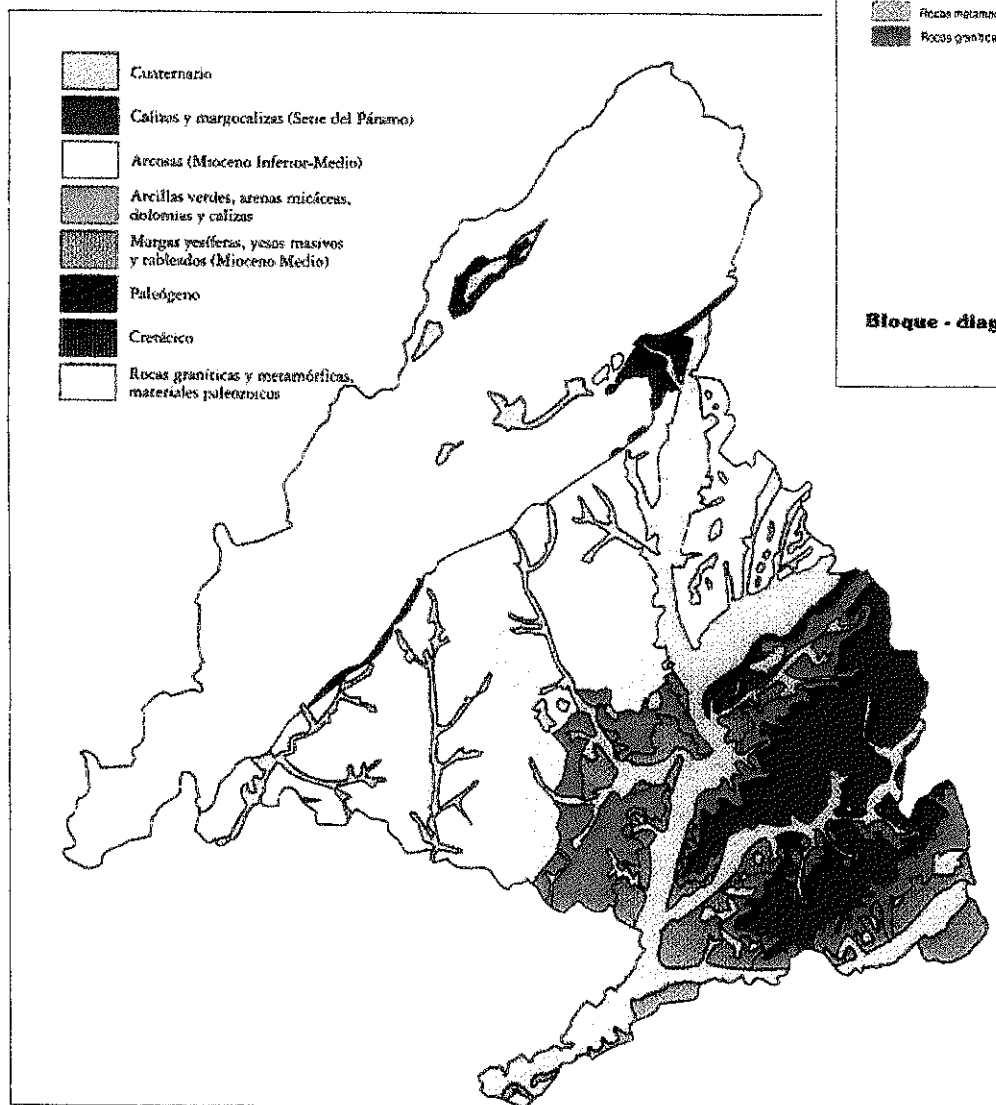 Cuaternario
Calizas y margocalizas (Serie del Páramo)
Arcosas (Mioceno Inferior-Medio)
Arcillas verdes, arenas micáceas,
dolomías y calizas
Margas yesíferas, yesos masivos
y tableados (Mioceno Medio)
Paleógeno
Cretácico
Rocas graníticas y metamórficas,
materiales paleozoicos
Rocas
Rocas
Bloque - diag